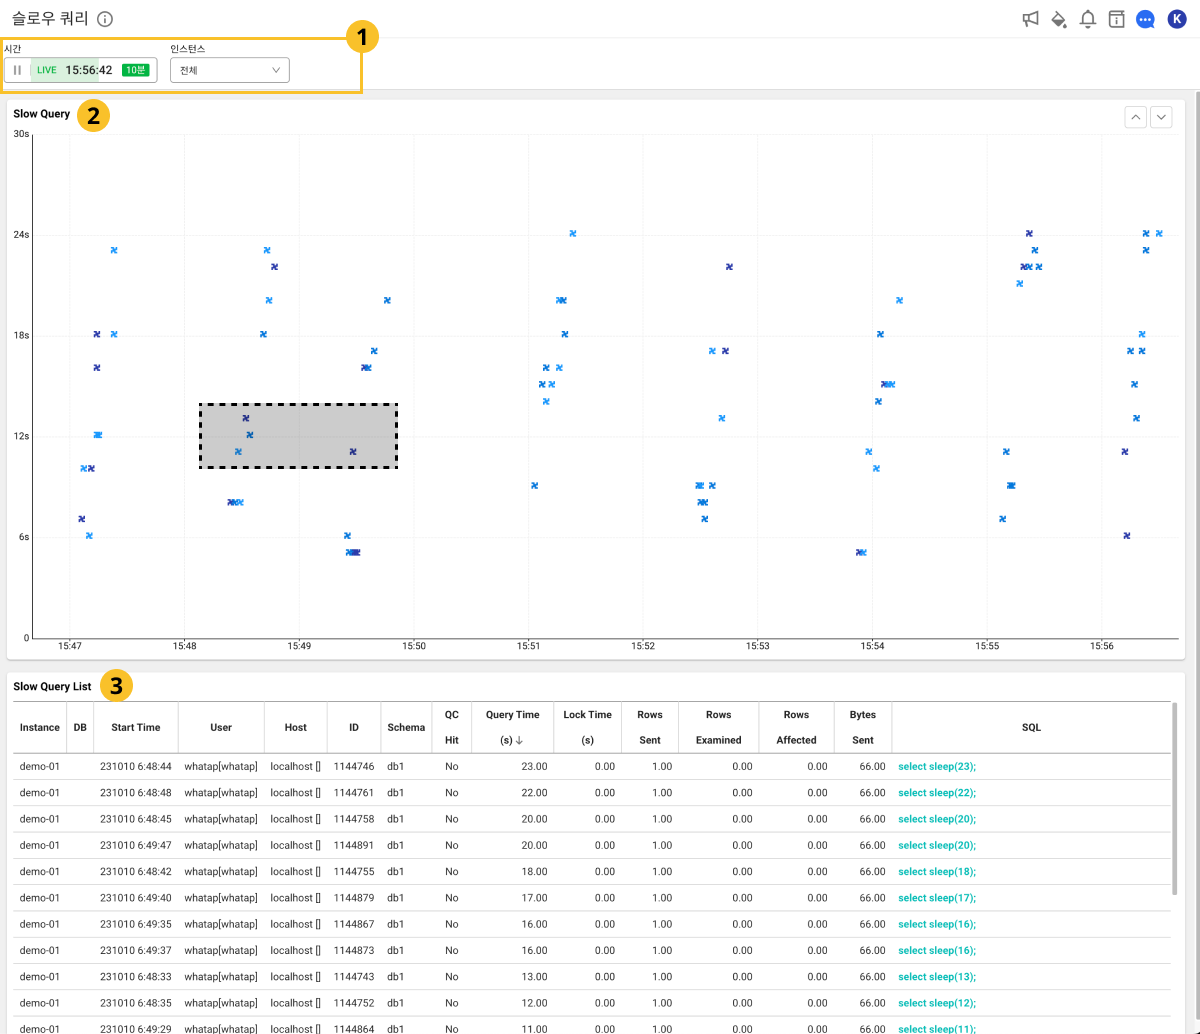 슬로우 쿼리
K
1
시간
인스턴스
LIVE 15:56:42 10분
전체
Slow Query 2
30s
24s
18s
12s
6s
0
15:47 15:48 15:49 15:50 15:51 15:52 15:53 15:54 15:55 15:56
Slow Query List 3
Instance DB Start Time User Host ID Schema QC Hit Query Time (s) ↓ Lock Time (s) Rows Sent Rows Examined Rows Affected Bytes Sent SQL
demo-01 231010 6:48:44 whatap[whatap] localhost [] 1144746 db1 No 23.00 0.00 1.00 0.00 0.00 66.00 select sleep(23);
demo-01 231010 6:48:48 whatap[whatap] localhost [] 1144761 db1 No 22.00 0.00 1.00 0.00 0.00 66.00 select sleep(22);
demo-01 231010 6:48:45 whatap[whatap] localhost [] 1144758 db1 No 20.00 0.00 1.00 0.00 0.00 66.00 select sleep(20);
demo-01 231010 6:49:47 whatap[whatap] localhost [] 1144891 db1 No 20.00 0.00 1.00 0.00 0.00 66.00 select sleep(20);
demo-01 231010 6:48:42 whatap[whatap] localhost [] 1144755 db1 No 18.00 0.00 1.00 0.00 0.00 66.00 select sleep(18);
demo-01 231010 6:49:40 whatap[whatap] localhost [] 1144879 db1 No 17.00 0.00 1.00 0.00 0.00 66.00 select sleep(17);
demo-01 231010 6:49:35 whatap[whatap] localhost [] 1144867 db1 No 16.00 0.00 1.00 0.00 0.00 66.00 select sleep(16);
demo-01 231010 6:49:37 whatap[whatap] localhost [] 1144873 db1 No 16.00 0.00 1.00 0.00 0.00 66.00 select sleep(16);
demo-01 231010 6:48:33 whatap[whatap] localhost [] 1144743 db1 No 13.00 0.00 1.00 0.00 0.00 66.00 select sleep(13);
demo-01 231010 6:48:35 whatap[whatap] localhost [] 1144752 db1 No 12.00 0.00 1.00 0.00 0.00 66.00 select sleep(12);
demo-01 231010 6:49:29 whatap[whatap] localhost [] 1144864 db1 No 11.00 0.00 1.00 0.00 0.00 66.00 select sleep(11);